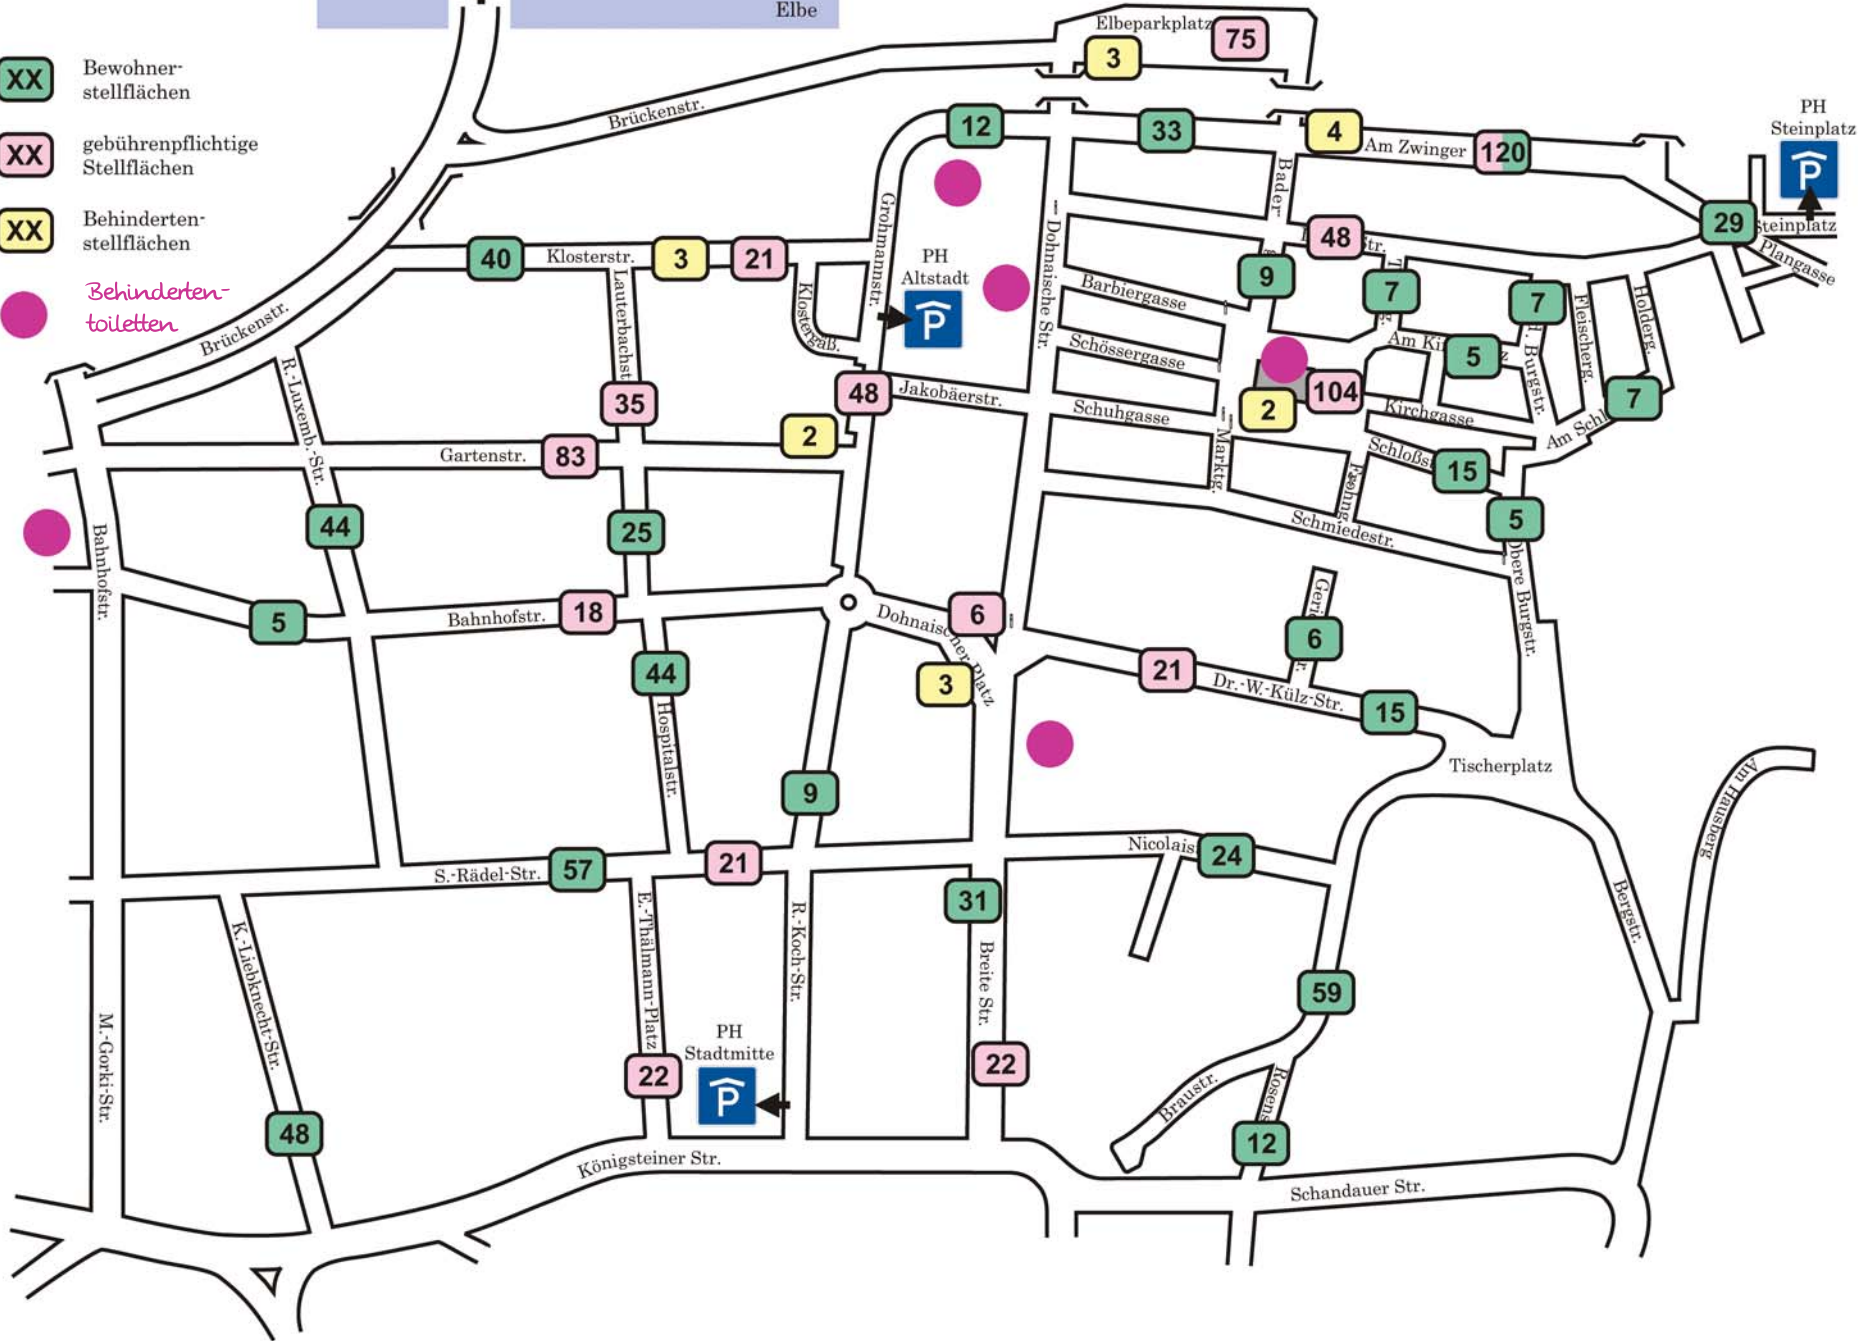 Elbe
Elbeparkplatz
75
3
XX
Bewohner-
stellflächen
XX
gebührenpflichtige
Stellflächen
XX
Behinderten-
stellflächen
Behinderten-
toiletten
Brückenstr.
12
33
4
Am Zwinger
120
PH
Steinplatz
P
29
Steinplatz
Plangasse
40
Klosterstr.
3
21
Grohmannstr.
Dohnaische Str.
Bader
48
9
7
7
PH
Altstadt
P
Barbiergasse
Brückenstr.
Lauterbachstr.
Klostergäß.
Schössergasse
Am
5
Burgstr.
Fleischerg.
Holderg.
R.-Luxemb.-Str.
35
48
Jakobäerstr.
Schuhgasse
2
104
Kirchgasse
7
Am
2
Gartenstr.
83
Marktg.
15
Bahnhofstr.
44
25
Schmiedestr.
5
Obere Burgstr.
5
Bahnhofstr.
18
Dohnaischer Platz
6
6
44
3
21
Dr.-W.-Külz-Str.
15
Hospitalstr.
9
Tischerplatz
Am Hausberg
S.-Rädel-Str.
57
21
31
24
Bergstr.
K.-Liebknecht-Str.
E.-Thälmann-Platz
R.-Koch-Str.
Breite Str.
59
M.-Gorki-Str.
22
PH
Stadtmitte
P
22
Braustr.
48
12
Königsteiner Str.
Schandauer Str.